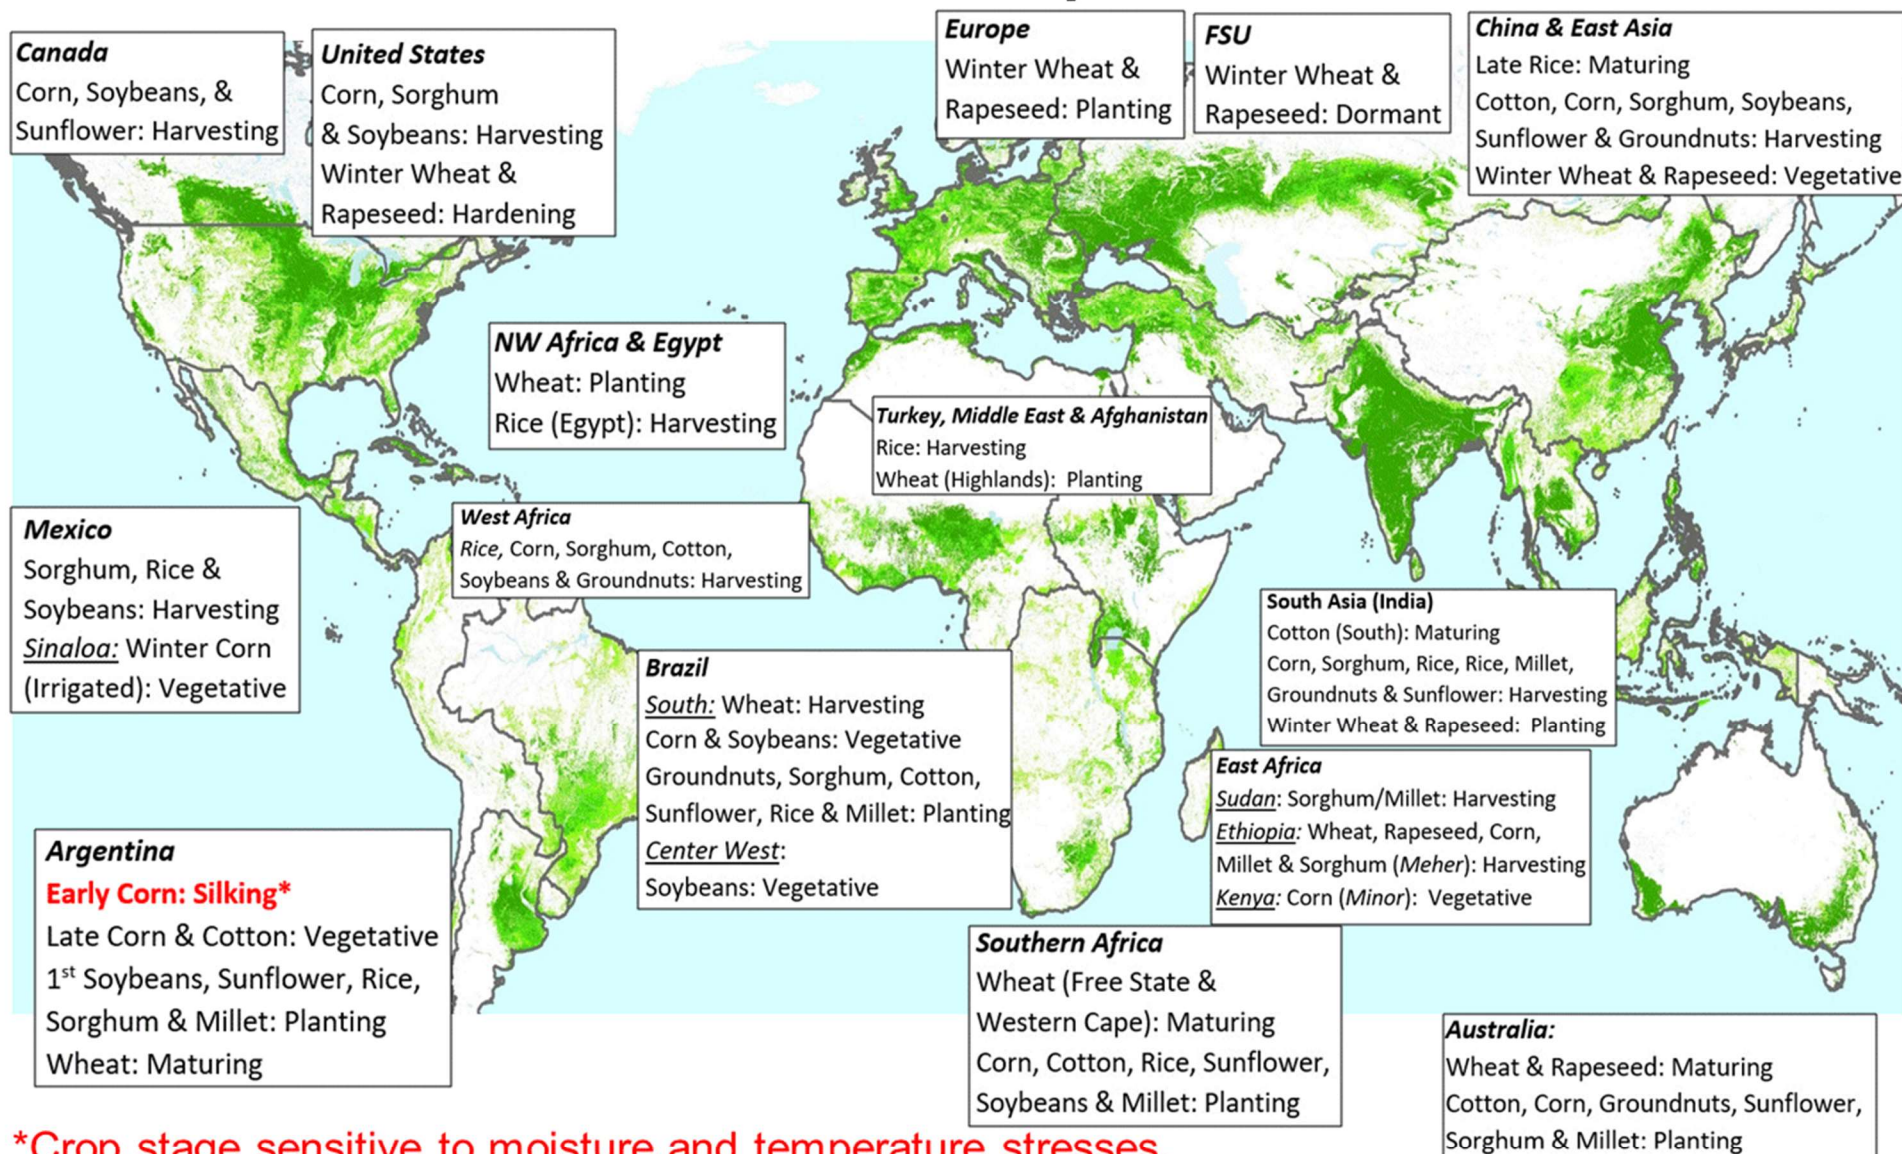 Canada
Corn, Soybeans, &
Sunflower: Harvesting
United States
Corn, Sorghum
& Soybeans: Harvesting
Winter Wheat &
Rapeseed: Hardening
Europe
Winter Wheat &
Rapeseed: Planting
FSU
Winter Wheat &
Rapeseed: Dormant
China & East Asia
Late Rice: Maturing
Cotton, Corn, Sorghum, Soybeans,
Sunflower & Groundnuts: Harvesting
Winter Wheat & Rapeseed: Vegetative
NW Africa & Egypt
Wheat: Planting
Rice (Egypt): Harvesting
Turkey, Middle East & Afghanistan
Rice: Harvesting
Wheat (Highlands): Planting
Mexico
Sorghum, Rice &
Soybeans: Harvesting
Sinaloa: Winter Corn
(Irrigated): Vegetative
West Africa
Rice, Corn, Sorghum, Cotton,
Soybeans & Groundnuts: Harvesting
South Asia (India)
Cotton (South): Maturing
Corn, Sorghum, Rice, Rice, Millet,
Groundnuts & Sunflower: Harvesting
Winter Wheat & Rapeseed: Planting
Brazil
South: Wheat: Harvesting
Corn & Soybeans: Vegetative
Groundnuts, Sorghum, Cotton,
Sunflower, Rice & Millet: Planting
Center West:
Soybeans: Vegetative
East Africa
Sudan: Sorghum/Millet: Harvesting
Ethiopia: Wheat, Rapeseed, Corn,
Millet & Sorghum (Meher): Harvesting
Kenya: Corn (Minor): Vegetative
Argentina
Early Corn: Silking*
Late Corn & Cotton: Vegetative
1st Soybeans, Sunflower, Rice,
Sorghum & Millet: Planting
Wheat: Maturing
Southern Africa
Wheat (Free State &
Western Cape): Maturing
Corn, Cotton, Rice, Sunflower,
Soybeans & Millet: Planting
Australia:
Wheat & Rapeseed: Maturing
Cotton, Corn, Groundnuts, Sunflower,
Sorghum & Millet: Planting
*Crop stage sensitive to moisture and temperature stresses